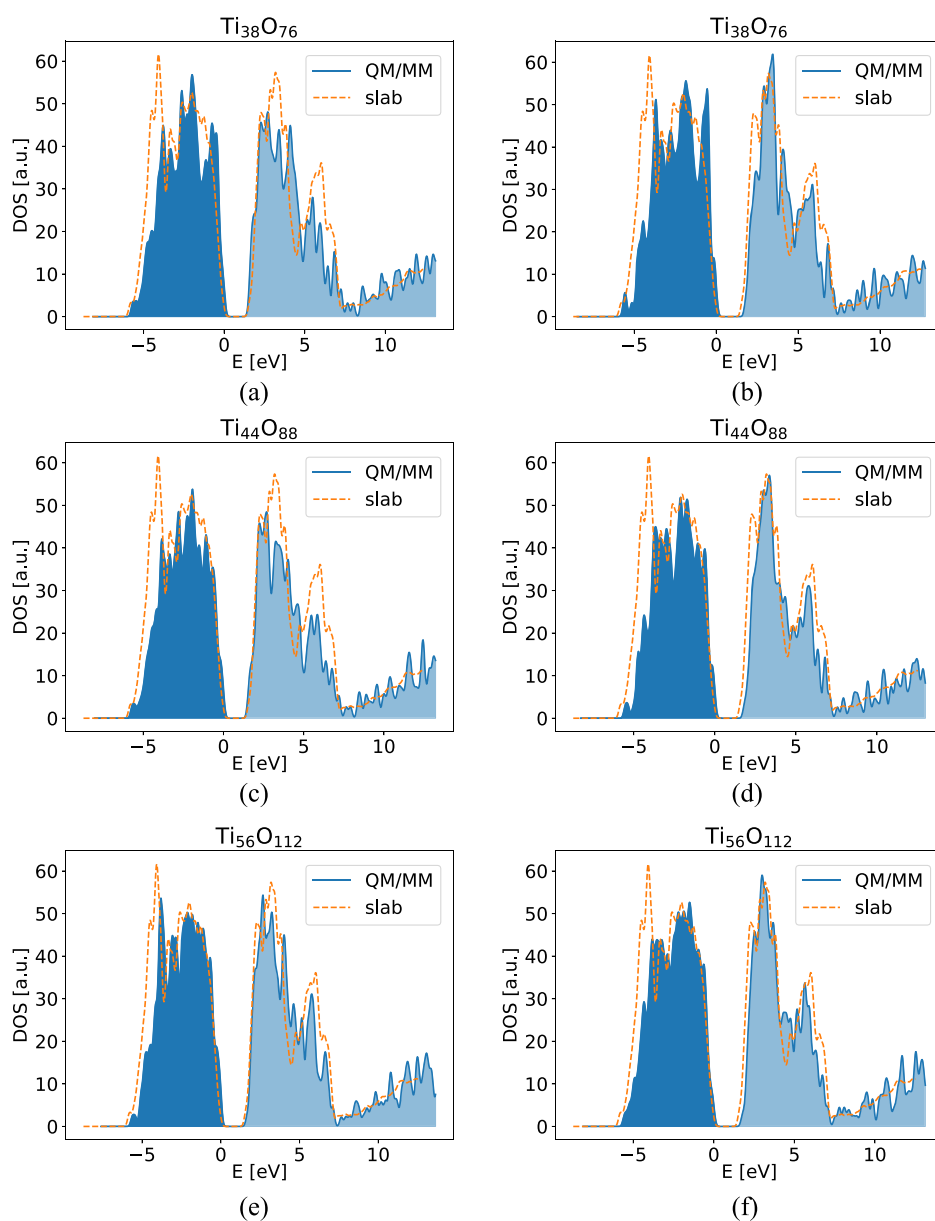 Ti₃₈O₇₆
DOS [a.u.]
60
50
40
30
20
10
0
QM/MM
slab
−5
0
5
10
E [eV]
(a)
Ti₃₈O₇₆
DOS [a.u.]
60
50
40
30
20
10
0
QM/MM
slab
−5
0
5
10
E [eV]
(b)
Ti₄₄O₈₈
DOS [a.u.]
60
50
40
30
20
10
0
QM/MM
slab
−5
0
5
10
E [eV]
(c)
Ti₄₄O₈₈
DOS [a.u.]
60
50
40
30
20
10
0
QM/MM
slab
−5
0
5
10
E [eV]
(d)
Ti₅₆O₁₁₂
DOS [a.u.]
60
50
40
30
20
10
0
QM/MM
slab
−5
0
5
10
E [eV]
(e)
Ti₅₆O₁₁₂
DOS [a.u.]
60
50
40
30
20
10
0
QM/MM
slab
−5
0
5
10
E [eV]
(f)